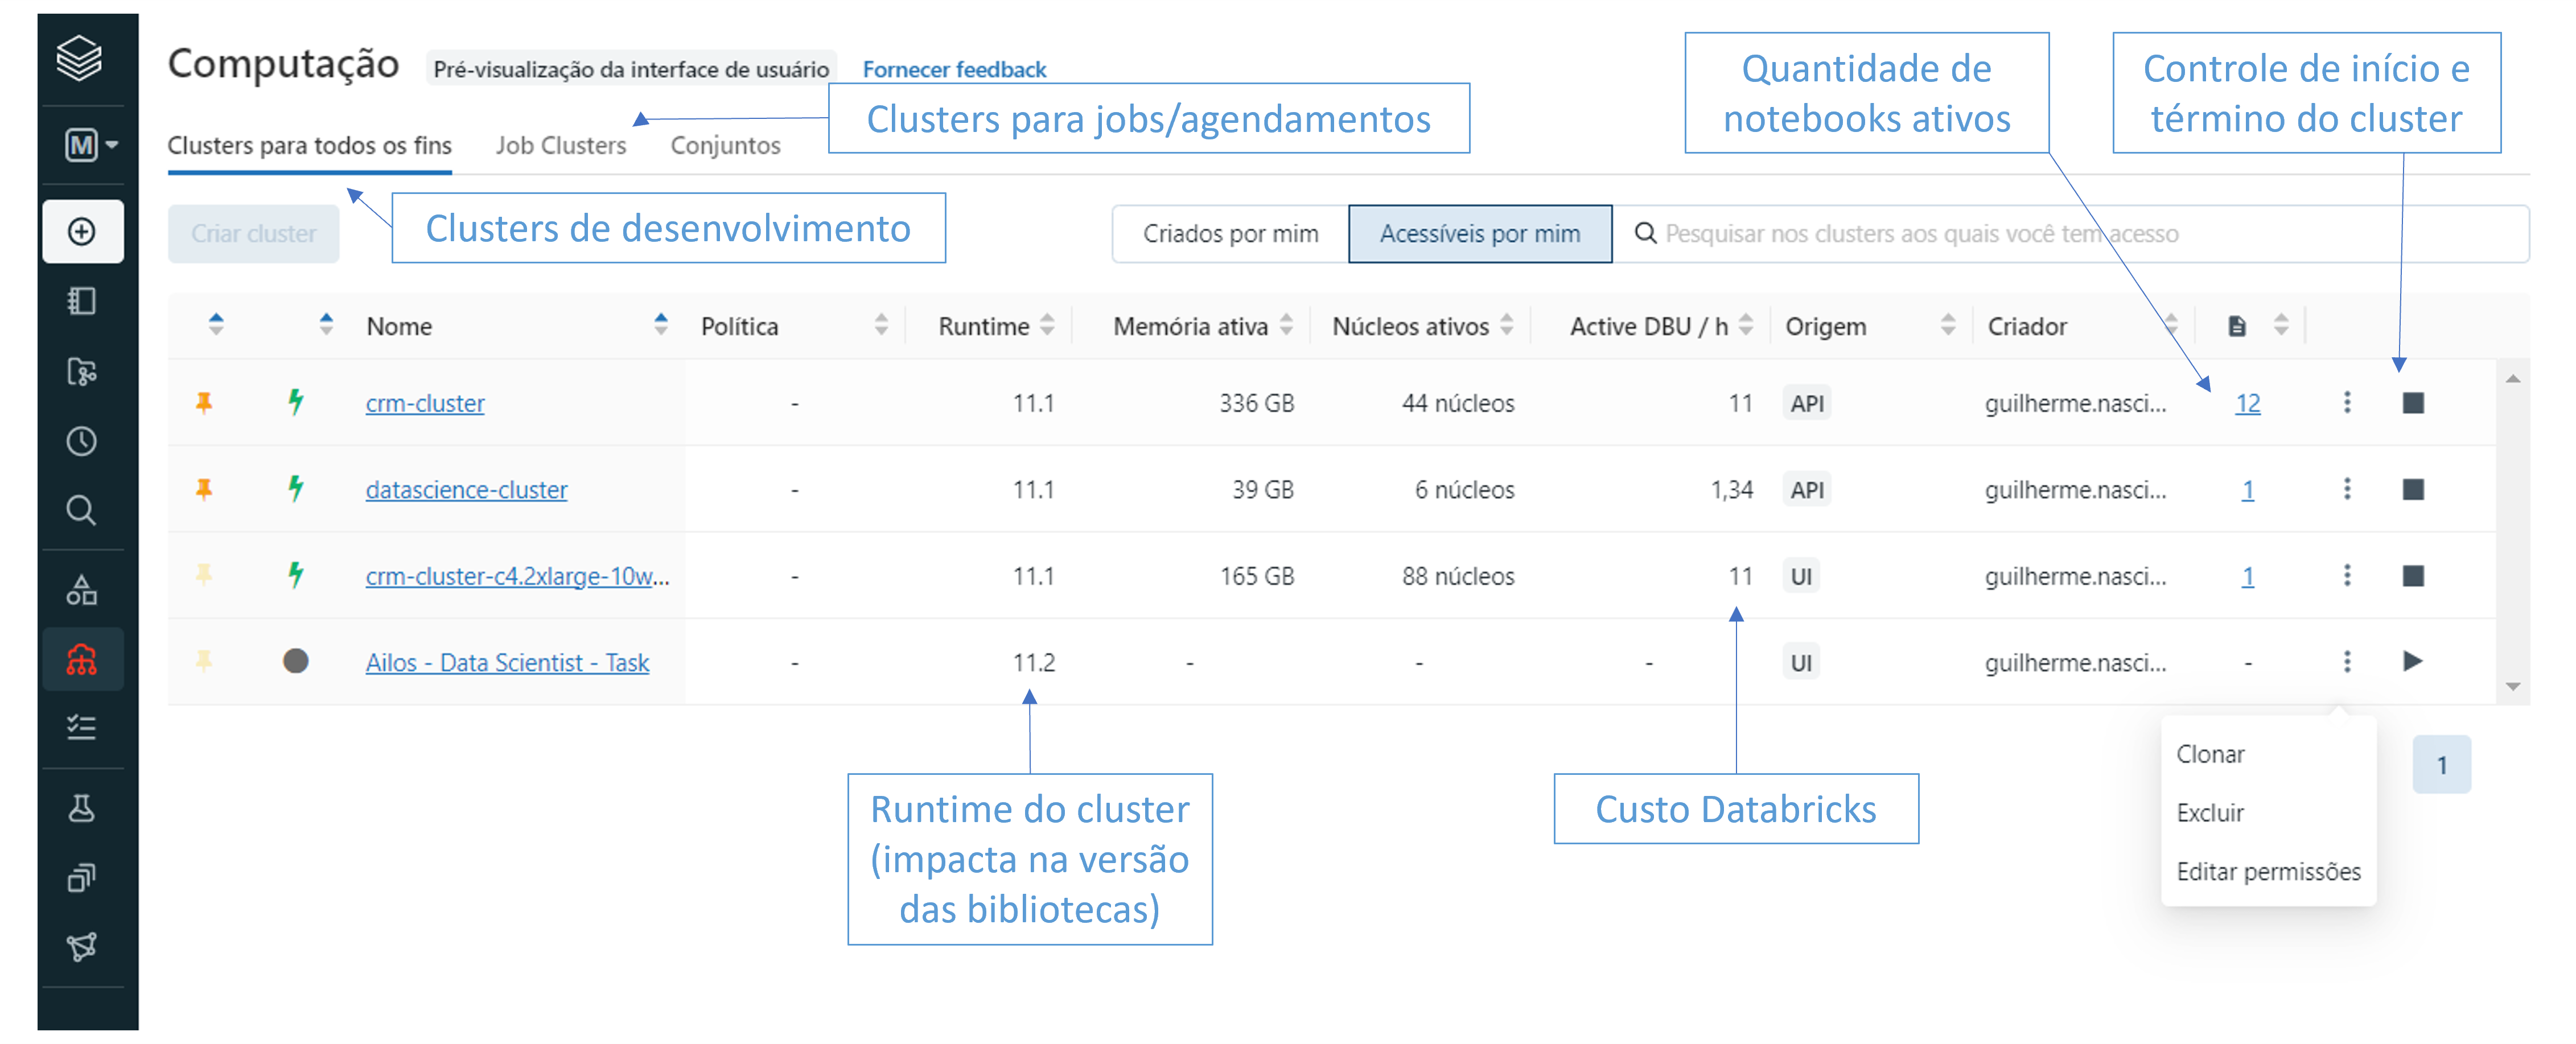 Computação Pré-visualização da interface de usuário Fornecer feedback
Quantidade de
notebooks ativos
Controle de início e
término do cluster
Clusters para jobs/agendamentos
M
Clusters para todos os fins Job Clusters Conjuntos
Criar cluster
Clusters de desenvolvimento
Criados por mim Acessíveis por mim Pesquisar nos clusters aos quais você tem acesso
Nome Política Runtime Memória ativa Núcleos ativos Active DBU / h Origem Criador
crm-cluster - 11.1 336 GB 44 núcleos 11 API guilherme.nasci... 12
datascience-cluster - 11.1 39 GB 6 núcleos 1,34 API guilherme.nasci... 1
crm-cluster-c4.2xlarge-10w... - 11.1 165 GB 88 núcleos 11 UI guilherme.nasci... 1
Ailos - Data Scientist - Task - 11.2 - - - UI guilherme.nasci... -
Runtime do cluster
(impacta na versão
das bibliotecas)
Custo Databricks
Clonar
Excluir
Editar permissões
1